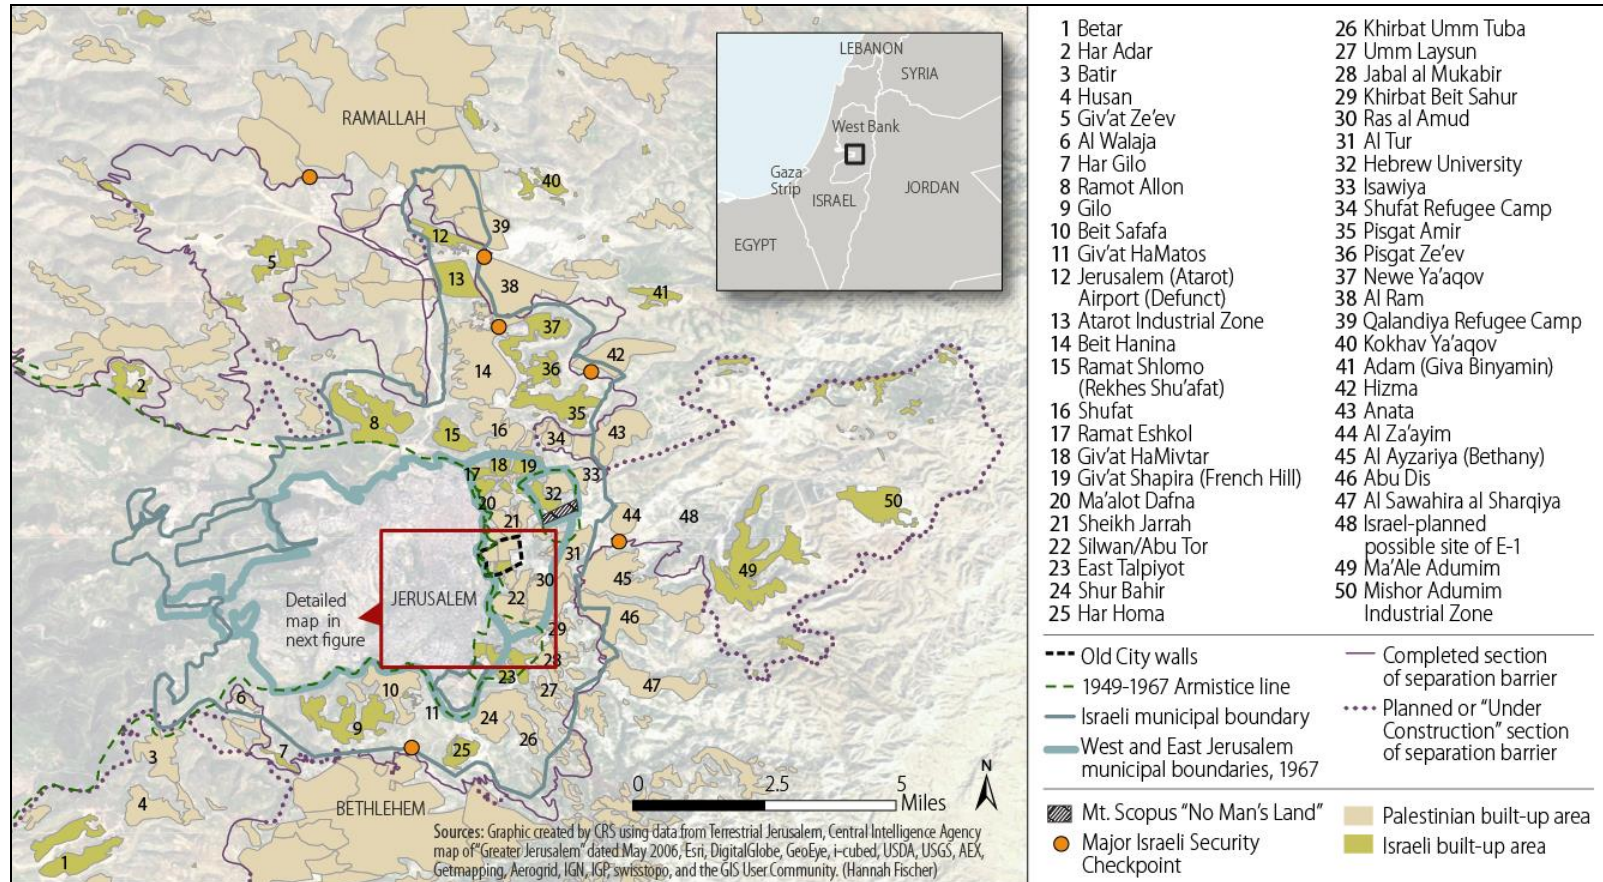 LEBANON
SYRIA
West Bank
Gaza
Strip
ISRAEL
JORDAN
EGYPT
RAMALLAH
40
39
12
5
13
38
41
37
42
14
36
2
35
8
15
16
34
43
17
18
19
33
32
20
21
44
48
50
31
45
49
30
22
JERUSALEM
Detailed
map in
next figure
46
29
28
23
10
6
27
47
11
24
9
26
25
3
7
4
BETHLEHEM
1
N
0
2.5
5
Miles
Sources: Graphic created by CRS using data from Terrestrial Jerusalem, Central Intelligence Agency
map of "Greater Jerusalem" dated May 2006, Esri, DigitalGlobe, GeoEye, i-cubed, USDA, USGS, AEX,
Getmapping, Aerogrid, IGN, IGP, swisstopo, and the GIS User Community. (Hannah Fischer)
1 Betar
2 Har Adar
3 Batir
4 Husan
5 Giv'at Ze'ev
6 Al Walaja
7 Har Gilo
8 Ramot Allon
9 Gilo
10 Beit Safafa
11 Giv'at HaMatos
12 Jerusalem (Atarot)
Airport (Defunct)
13 Atarot Industrial Zone
14 Beit Hanina
15 Ramat Shlomo
(Rekhes Shu'afat)
16 Shufat
17 Ramat Eshkol
18 Giv'at HaMivtar
19 Giv'at Shapira (French Hill)
20 Ma'alot Dafna
21 Sheikh Jarrah
22 Silwan/Abu Tor
23 East Talpiyot
24 Shur Bahir
25 Har Homa
26 Khirbat Umm Tuba
27 Umm Laysun
28 Jabal al Mukabir
29 Khirbat Beit Sahur
30 Ras al Amud
31 Al Tur
32 Hebrew University
33 Isawiya
34 Shufat Refugee Camp
35 Pisgat Amir
36 Pisgat Ze'ev
37 Newe Ya'aqov
38 Al Ram
39 Qalandiya Refugee Camp
40 Kokhav Ya'aqov
41 Adam (Giva Binyamin)
42 Hizma
43 Anata
44 Al Za'ayim
45 Al Ayzariya (Bethany)
46 Abu Dis
47 Al Sawahira al Sharqiya
48 Israel-planned
possible site of E-1
49 Ma'Ale Adumim
50 Mishor Adumim
Industrial Zone
Old City walls
1949-1967 Armistice line
Israeli municipal boundary
West and East Jerusalem
municipal boundaries, 1967
Completed section
of separation barrier
Planned or "Under
Construction" section
of separation barrier
Mt. Scopus "No Man's Land"
Major Israeli Security
Checkpoint
Palestinian built-up area
Israeli built-up area